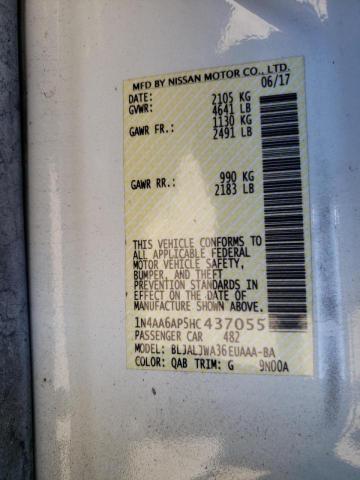 MFD BY NISSAN MOTOR CO., LTD.
06/17
DATE: 2105 KG
GVWR: 4641 LB
GAWR FR.: 1130 KG
2491 LB
GAWR RR.: 990 KG
2183 LB
THIS VEHICLE CONFORMS TO
ALL APPLICABLE FEDERAL
MOTOR VEHICLE SAFETY,
BUMPER, AND THEFT
PREVENTION STANDARDS IN
EFFECT ON THE DATE OF
MANUFACTURE SHOWN ABOVE.
1N4AA6AP5HC437055
PASSENGER CAR 482
MODEL: BLJALJWA36EUAAA-BA
COLOR: QAB TRIM: G 9N00A